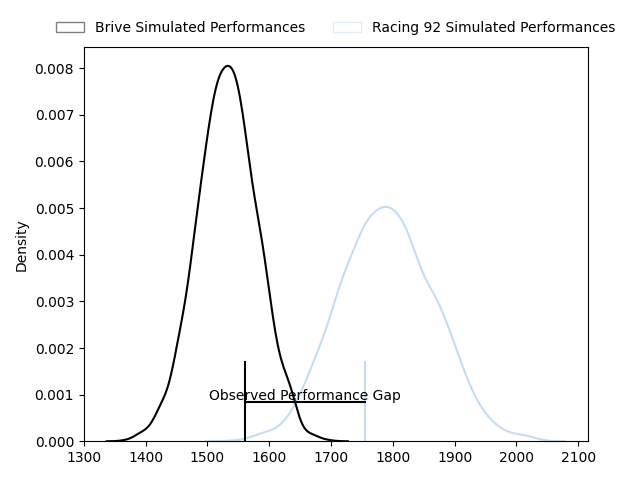 Brive Simulated Performances Racing 92 Simulated Performances
0.008
0.007
0.006
0.005
0.004
0.003
0.002
0.001
0.000
Density
Observed Performance Gap
1300 1400 1500 1600 1700 1800 1900 2000 2100